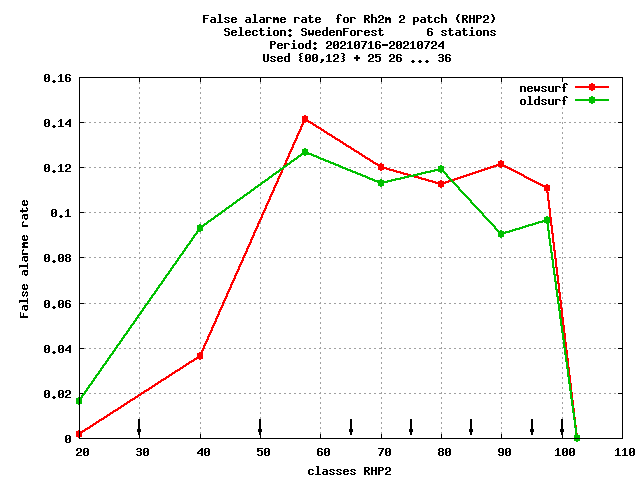 False alarme rate  for Rh2m 2 patch (RHP2)
Selection: SwedenForest      6 stations
Period: 20210716-20210724
Used {00,12} + 25 26 ... 36
newsurf
oldsurf
0.16
0.14
0.12
0.1
0.08
0.06
0.04
0.02
0
False alarme rate
20 30 40 50 60 70 80 90 100 110
classes RHP2